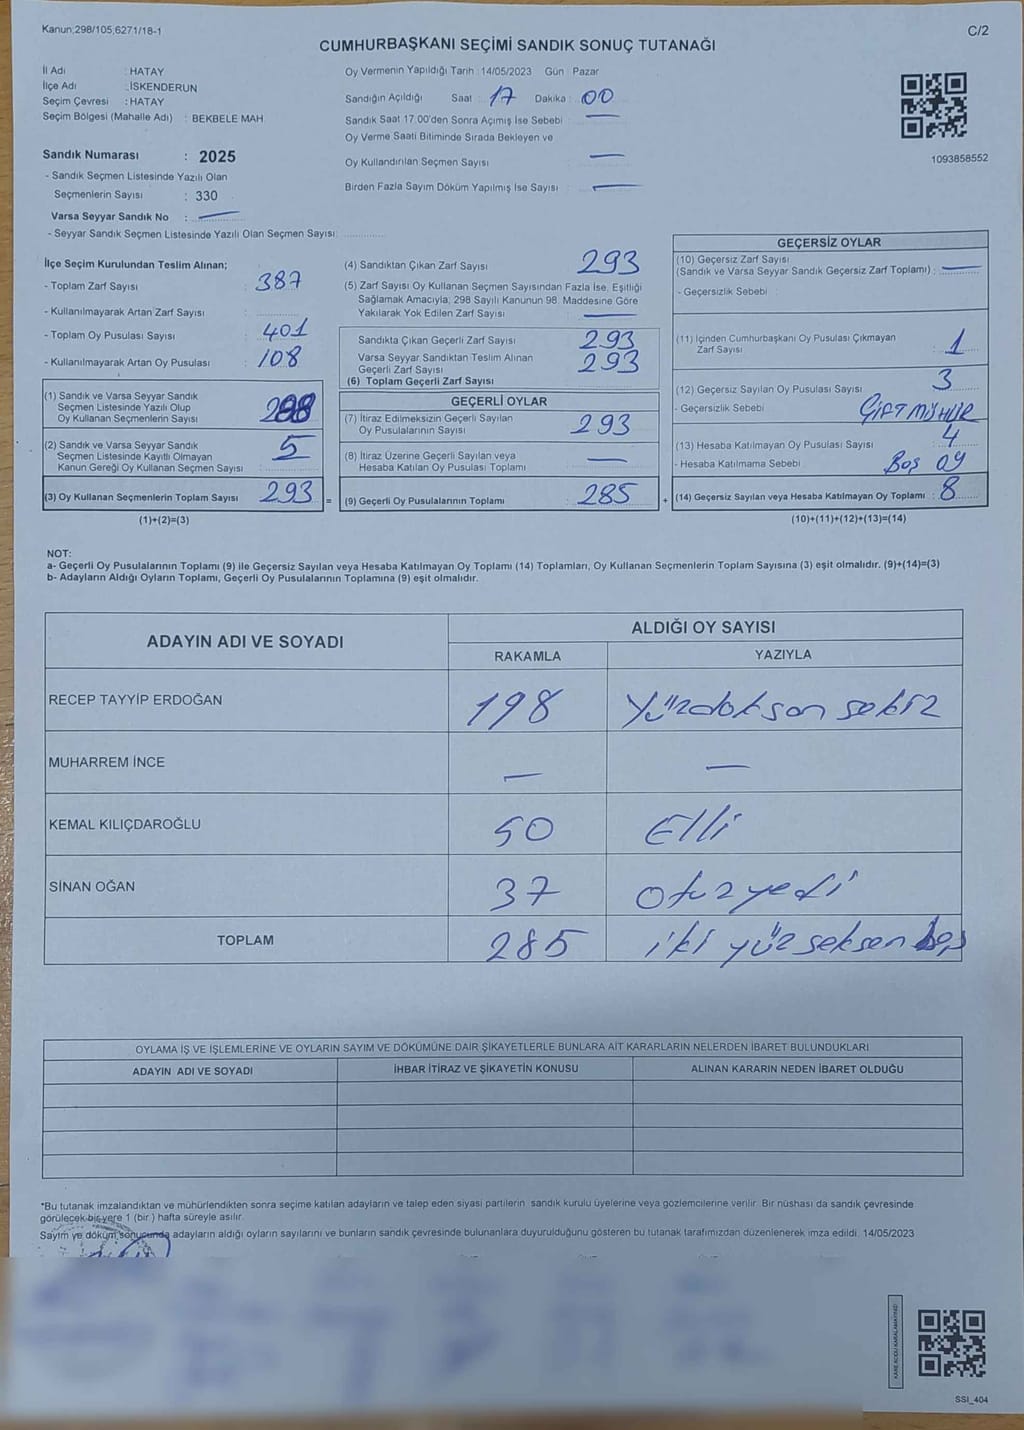 Kanun;298/105;6271/18-1
C/2
CUMHURBAŞKANI SEÇİMİ SANDIK SONUÇ TUTANAĞI
İl Adı : HATAY
İlçe Adı : İSKENDERUN
Seçim Çevresi : HATAY
Seçim Bölgesi (Mahalle Adı) : BEKBELE MAH.
Sandık Numarası : 2025
- Sandık Seçmen Listesinde Yazılı Olan
Seçmenlerin Sayısı : 330
Varsa Seyyar Sandık No : —
- Seyyar Sandık Seçmen Listesinde Yazılı Olan Seçmen Sayısı:
Oy Vermenin Yapıldığı Tarih :14/05/2023 Gün : Pazar
Sandığın Açıldığı Saat : 17 Dakika : 00
Sandık Saat 17.00'den Sonra Açımış İse Sebebi : —
Oy Verme Saati Bitiminde Sırada Bekleyen ve
Oy Kullandırılan Seçmen Sayısı : —
Birden Fazla Sayım Döküm Yapılmış İse Sayısı : —
1093858552
İlçe Seçim Kurulundan Teslim Alınan;
- Toplam Zarf Sayısı : 387
- Kullanılmayarak Artan Zarf Sayısı :
- Toplam Oy Pusulası Sayısı : 401
- Kullanılmayarak Artan Oy Pusulası : 108
(1) Sandık ve Varsa Seyyar Sandık
Seçmen Listesinde Yazılı Olup
Oy Kullanan Seçmenlerin Sayısı
(2) Sandık ve Varsa Seyyar Sandık
Seçmen Listesinde Kayıtlı Olmayan
Kanun Gereği Oy Kullanan Seçmen Sayısı : 5
(3) Oy Kullanan Seçmenlerin Toplam Sayısı : 293 =
(1)+(2)=(3)
(4) Sandıktan Çıkan Zarf Sayısı : 293
(5) Zarf Sayısı Oy Kullanan Seçmen Sayısından Fazla İse, Eşitliği
Sağlamak Amacıyla; 298 Sayılı Kanunun 98. Maddesine Göre
Yakılarak Yok Edilen Zarf Sayısı : —
Sandıkta Çıkan Geçerli Zarf Sayısı : 293
Varsa Seyyar Sandıktan Teslim Alınan
Geçerli Zarf Sayısı : 293
(6) Toplam Geçerli Zarf Sayısı
GEÇERLİ OYLAR
(7) İtiraz Edilmeksizin Geçerli Sayılan
Oy Pusulalarının Sayısı : 293
(8) İtiraz Üzerine Geçerli Sayılan veya
Hesaba Katılan Oy Pusulası Toplamı : —
(9) Geçerli Oy Pusulalarının Toplamı : 285 +
GEÇERSİZ OYLAR
(10) Geçersiz Zarf Sayısı
(Sandık ve Varsa Seyyar Sandık Geçersiz Zarf Toplamı) : —
- Geçersizlik Sebebi :
(11) İçinden Cumhurbaşkanı Oy Pusulası Çıkmayan
Zarf Sayısı : 1
(12) Geçersiz Sayılan Oy Pusulası Sayısı : 3
- Geçersizlik Sebebi : ÇİFT MÜHÜR
(13) Hesaba Katılmayan Oy Pusulası Sayısı : 4
- Hesaba Katılmama Sebebi : Boş oy
(14) Geçersiz Sayılan veya Hesaba Katılmayan Oy Toplamı : 8
(10)+(11)+(12)+(13)=(14)
NOT:
a- Geçerli Oy Pusulalarının Toplamı (9) ile Geçersiz Sayılan veya Hesaba Katılmayan Oy Toplamı (14) Toplamları, Oy Kullanan Seçmenlerin Toplam Sayısına (3) eşit olmalıdır. (9)+(14)=(3)
b- Adayların Aldığı Oyların Toplamı, Geçerli Oy Pusulalarının Toplamına (9) eşit olmalıdır.
ADAYIN ADI VE SOYADI
ALDIĞI OY SAYISI
RAKAMLA YAZIYLA
RECEP TAYYİP ERDOĞAN 198 Yüzdoksan sekiz
MUHARREM İNCE — —
KEMAL KILIÇDAROĞLU 50 Elli
SİNAN OĞAN 37 Otuzyedi
TOPLAM 285 iki yüz seksen beş
OYLAMA İŞ VE İŞLEMLERİNE VE OYLARIN SAYIM VE DÖKÜMÜNE DAİR ŞİKAYETLERLE BUNLARA AİT KARARLARIN NELERDEN İBARET BULUNDUKLARI
ADAYIN ADI VE SOYADI İHBAR İTİRAZ VE ŞİKAYETİN KONUSU ALINAN KARARIN NEDEN İBARET OLDUĞU
*Bu tutanak imzalandıktan ve mühürlendikten sonra seçime katılan adayların ve talep eden siyasi partilerin sandık kurulu üyelerine veya gözlemcilerine verilir. Bir nüshası da sandık çevresinde
görülecek bir yere 1 (bir ) hafta süreyle asılır.
Sayım ve döküm sonucunda adayların aldığı oyların sayılarını ve bunların sandık çevresinde bulunanlara duyurulduğunu gösteren bu tutanak tarafımızdan düzenlenerek imza edildi. 14/05/2023
KARE KODU KARALAMAYINIZ!
SSI_404